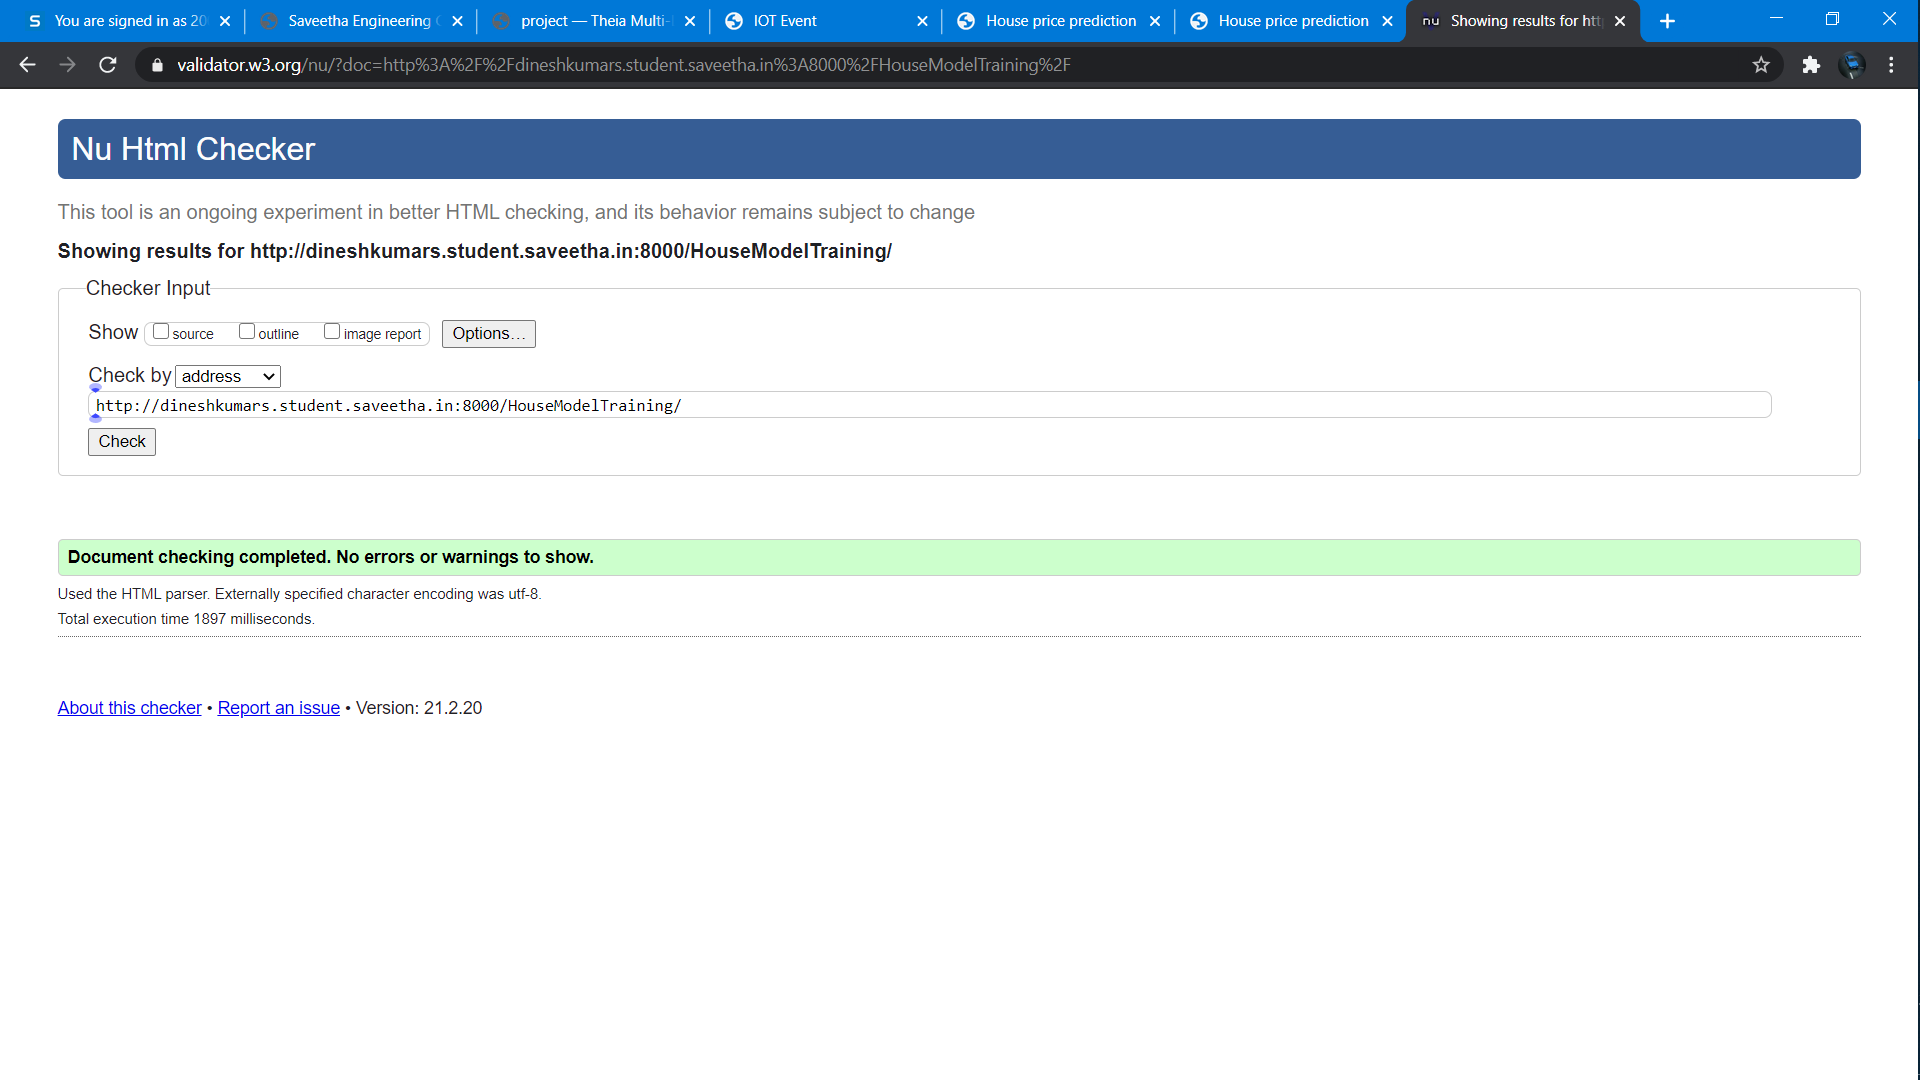 You are signed in as 20
Saveetha Engineering
project — Theia Multi-
IOT Event
House price prediction
House price prediction
nu Showing results for htt
validator.w3.org/nu/?doc=http%3A%2F%2Fdineshkumars.student.saveetha.in%3A8000%2FHouseModelTraining%2F
Nu Html Checker
This tool is an ongoing experiment in better HTML checking, and its behavior remains subject to change
Showing results for http://dineshkumars.student.saveetha.in:8000/HouseModelTraining/
Checker Input
Show source outline image report Options…
Check by address
http://dineshkumars.student.saveetha.in:8000/HouseModelTraining/
Check
Document checking completed. No errors or warnings to show.
Used the HTML parser. Externally specified character encoding was utf-8.
Total execution time 1897 milliseconds.
About this checker • Report an issue • Version: 21.2.20